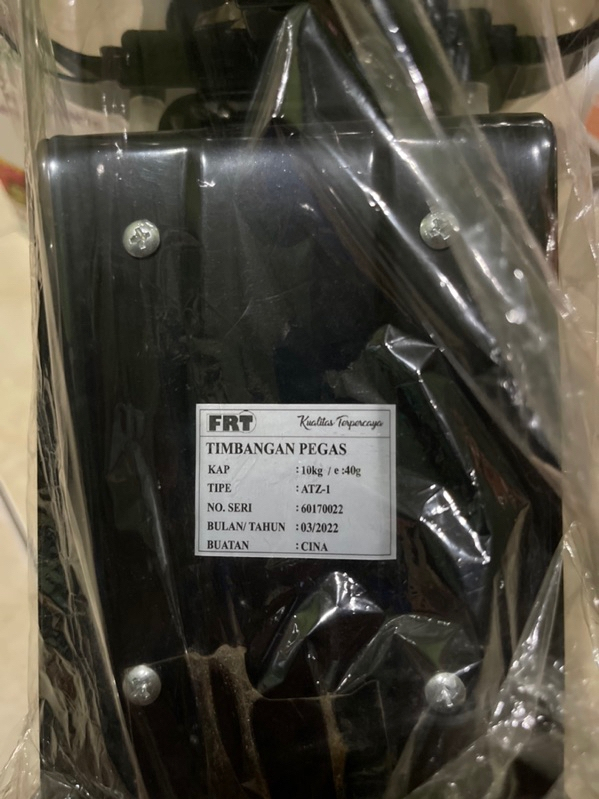 FRT Kualitas Terpercaya
TIMBANGAN PEGAS
KAP : 10kg / e :40g
TIPE : ATZ-1
NO. SERI : 60170022
BULAN/ TAHUN : 03/2022
BUATAN : CINA